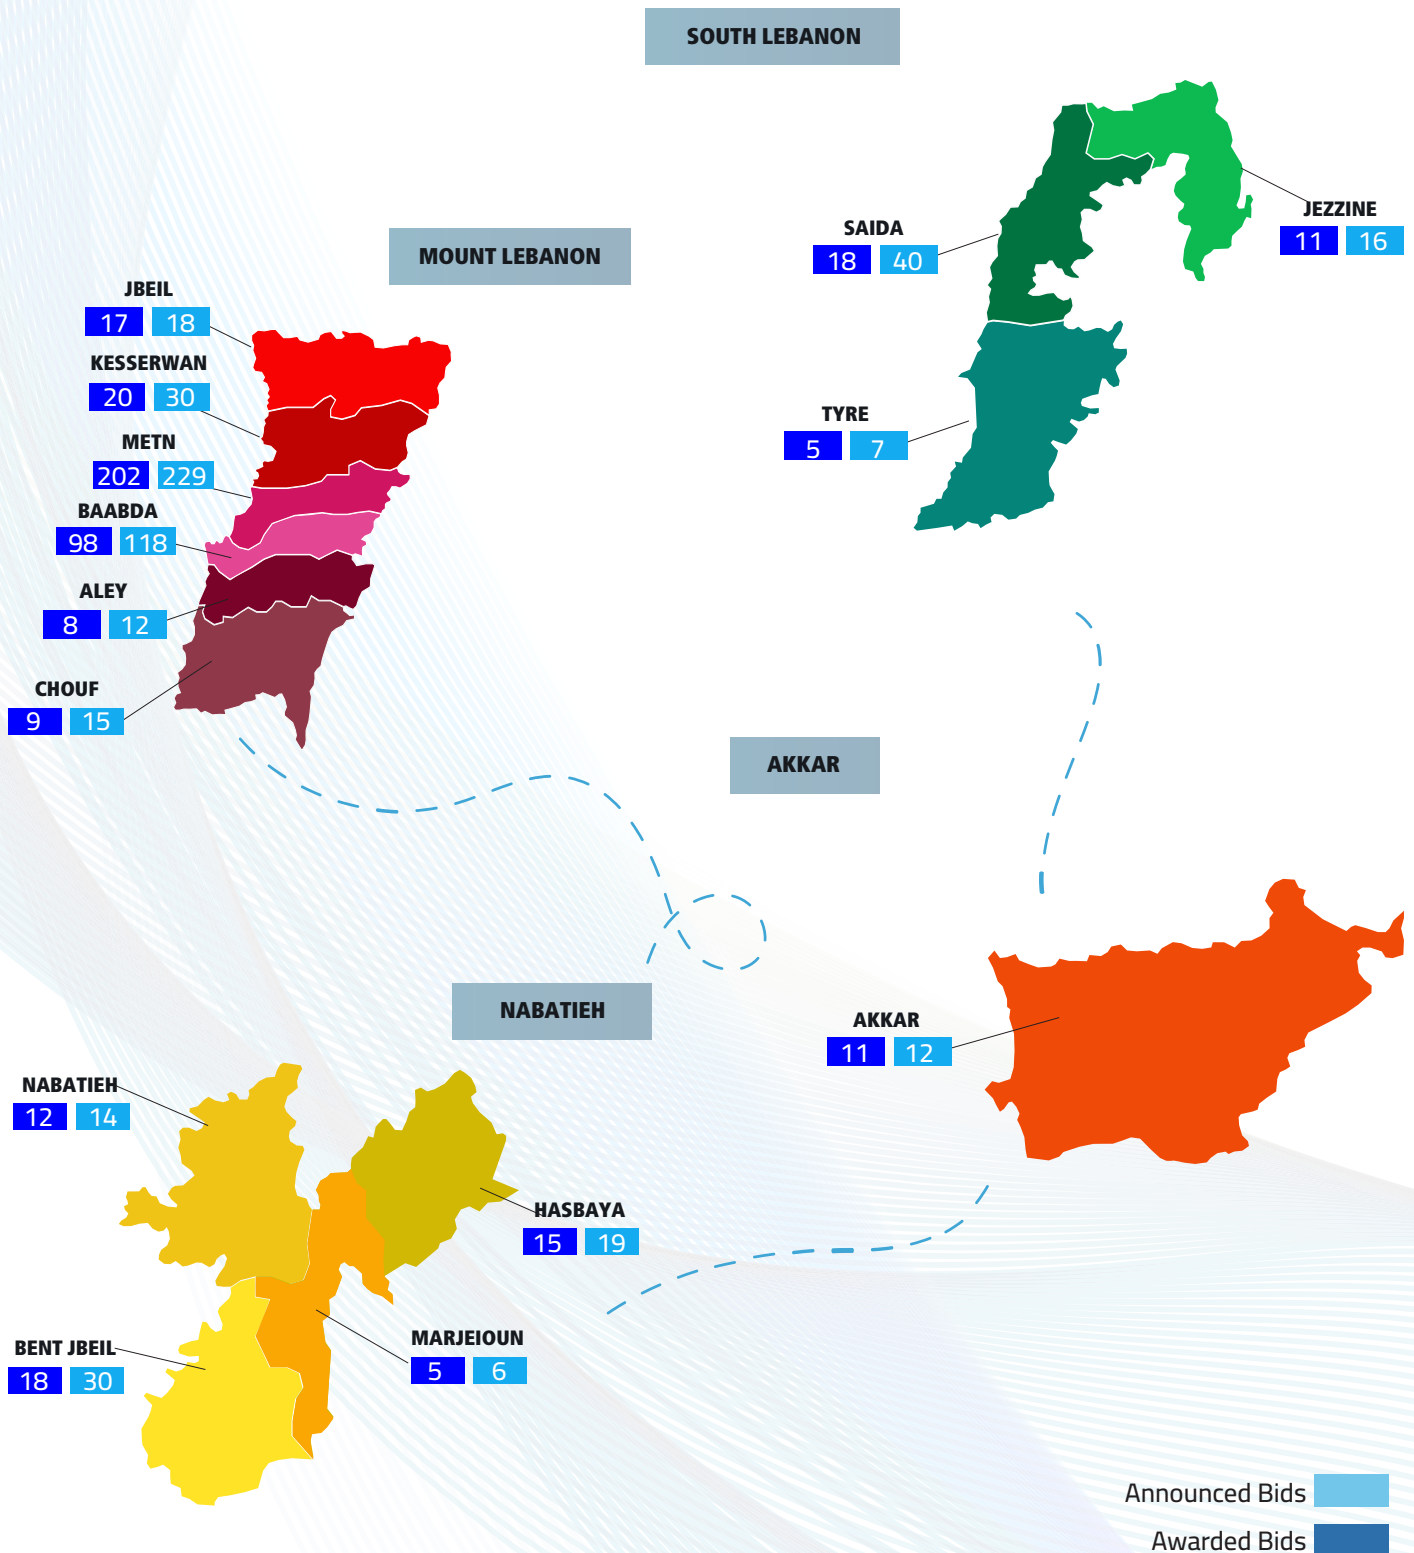 SOUTH LEBANON
JEZZINE
11 16
SAIDA
18 40
TYRE
5 7
MOUNT LEBANON
JBEIL
17 18
KESSERWAN
20 30
METN
202 229
BAABDA
98 118
ALEY
8 12
CHOUF
9 15
AKKAR
AKKAR
11 12
NABATIEH
NABATIEH
12 14
HASBAYA
15 19
MARJEIOUN
5 6
BENT JBEIL
18 30
Announced Bids
Awarded Bids